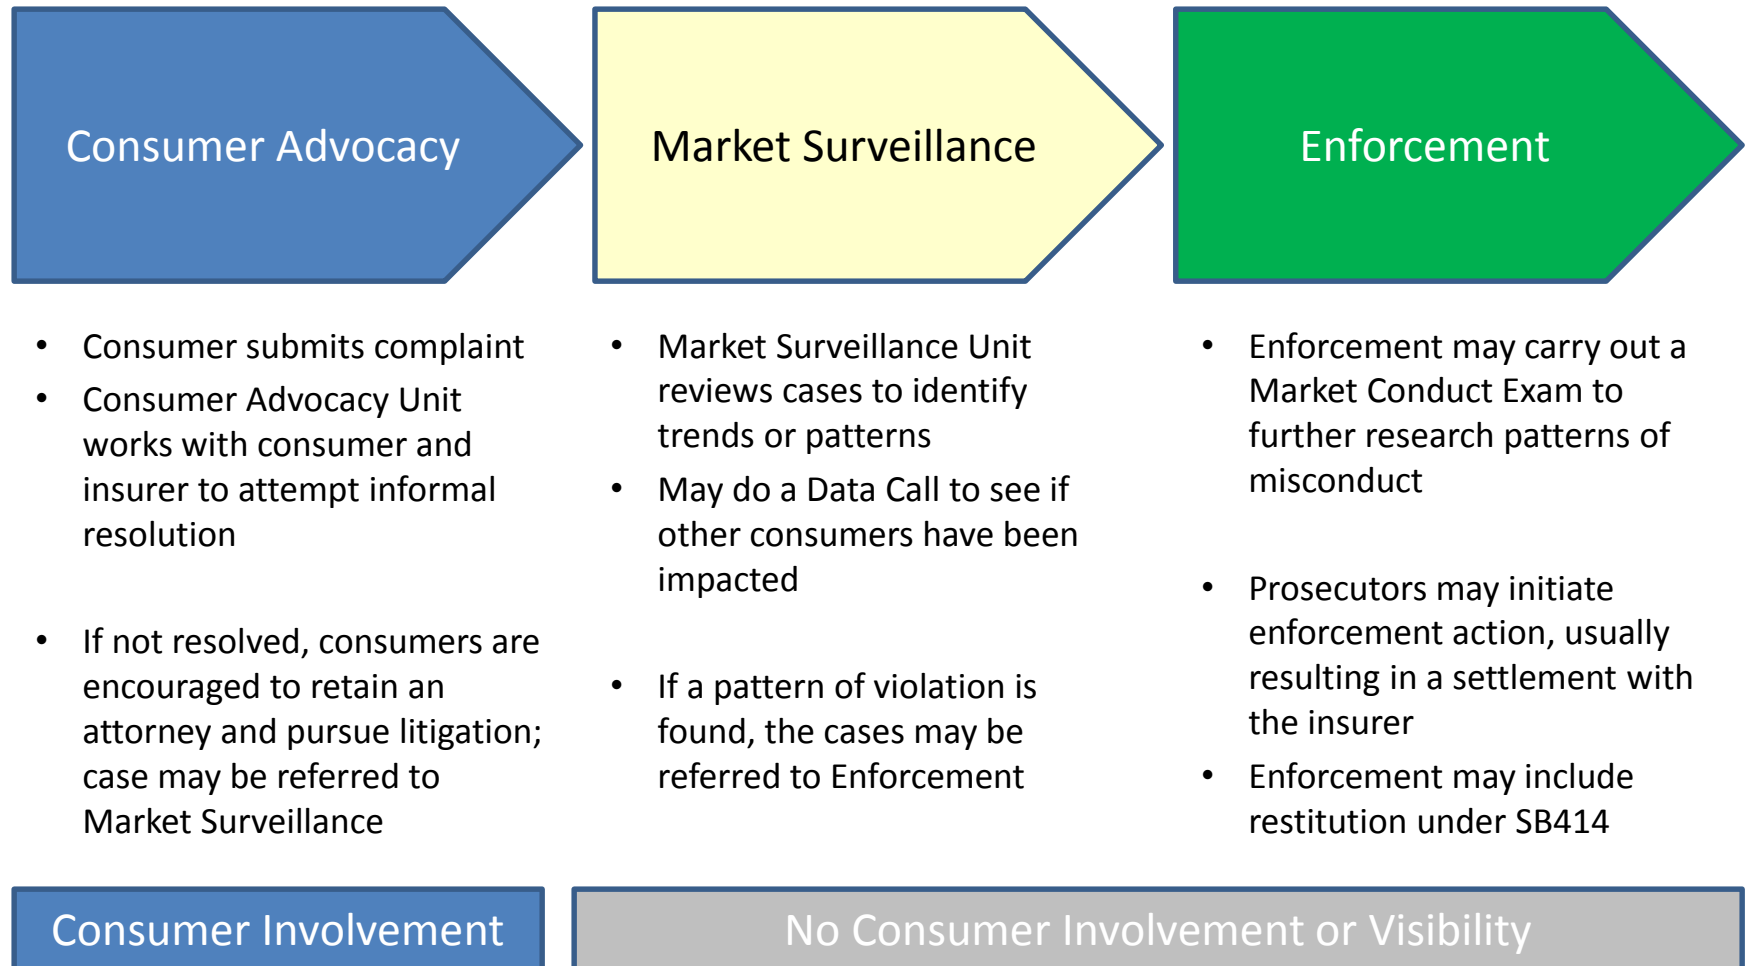 Consumer Advocacy
Market Surveillance
Enforcement
• Consumer submits complaint
• Consumer Advocacy Unit
works with consumer and
insurer to attempt informal
resolution
• If not resolved, consumers are
encouraged to retain an
attorney and pursue litigation;
case may be referred to
Market Surveillance
• Market Surveillance Unit
reviews cases to identify
trends or patterns
• May do a Data Call to see if
other consumers have been
impacted
• If a pattern of violation is
found, the cases may be
referred to Enforcement
• Enforcement may carry out a
Market Conduct Exam to
further research patterns of
misconduct
• Prosecutors may initiate
enforcement action, usually
resulting in a settlement with
the insurer
• Enforcement may include
restitution under SB414
Consumer Involvement
No Consumer Involvement or Visibility